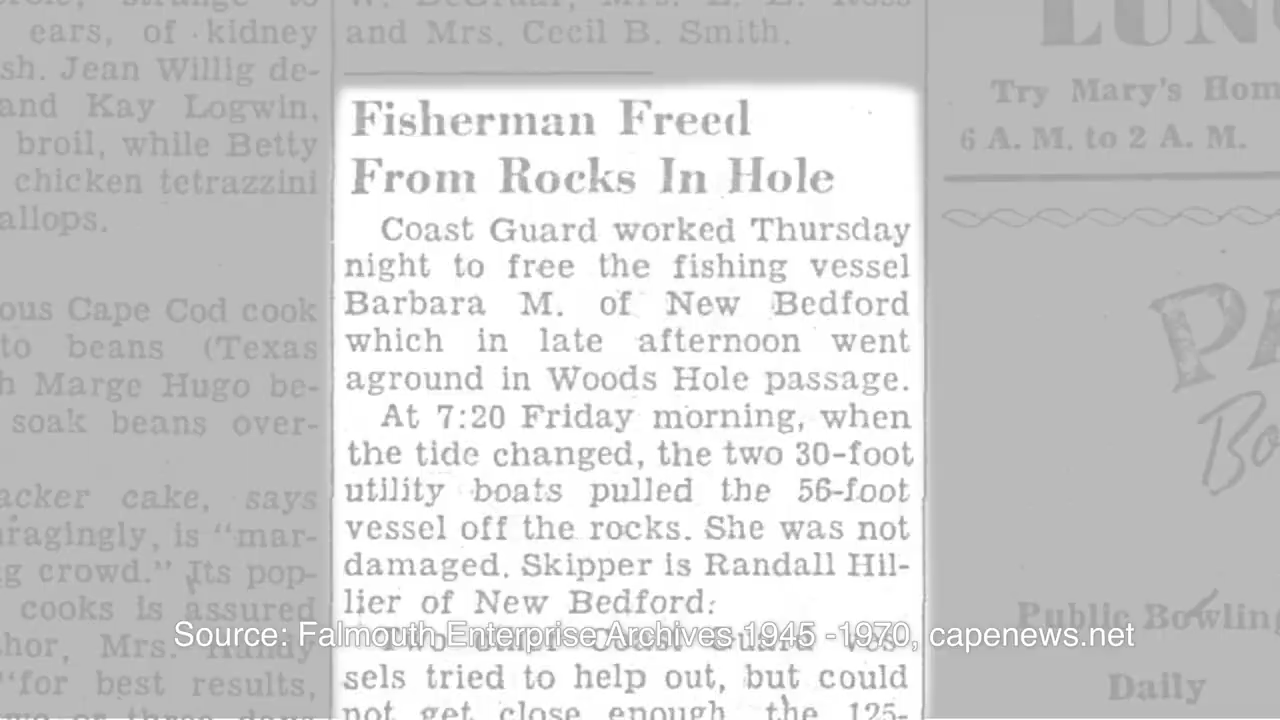 ears, of kidney
sh. Jean Willig de-
and Kay Logwin,
broil, while Betty
chicken tetrazzini
allops.
ous Cape Cod cook
to beans (Texas
h Marge Hugo be-
soak beans over-
acker cake, says
ragingly, is "mar-
g crowd." Its pop-
cooks is assured
hor, Mrs.
"for best results,
and Mrs. Cecil B. Smith.
Fisherman Freed
From Rocks In Hole
Coast Guard worked Thursday
night to free the fishing vessel
Barbara M. of New Bedford
which in late afternoon went
aground in Woods Hole passage.
At 7:20 Friday morning, when
the tide changed, the two 30-foot
utility boats pulled the 56-foot
vessel off the rocks. She was not
damaged. Skipper is Randall Hil-
lier of New Bedford.
Two other Coast Guard ves-
sels tried to help out, but could
not get close enough, the 125-
LUN
Try Mary's Hom
6 A. M. to 2 A. M.
PA
Bo
Public Bowlin
Daily
Source: Falmouth Enterprise Archives 1945 -1970, capenews.net